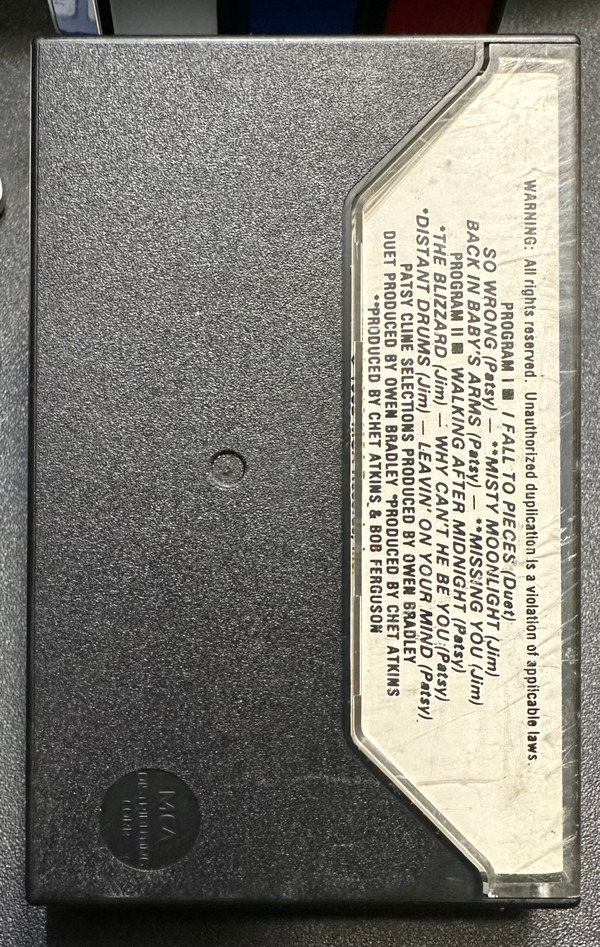 WARNING: All rights reserved. Unauthorized duplication is a violation of applicable laws.
PROGRAM I ■ I FALL TO PIECES (Duet)
SO WRONG (Patsy) — **MISTY MOONLIGHT (Jim)
BACK IN BABY'S ARMS (Patsy) — **MISSING YOU (Jim)
PROGRAM II ■ WALKING AFTER MIDNIGHT (Patsy)
*THE BLIZZARD (Jim) — WHY CAN'T HE BE YOU (Patsy)
*DISTANT DRUMS (Jim) — LEAVIN' ON YOUR MIND (Patsy)
PATSY CLINE SELECTIONS PRODUCED BY OWEN BRADLEY
DUET PRODUCED BY OWEN BRADLEY *PRODUCED BY CHET ATKINS
**PRODUCED BY CHET ATKINS & BOB FERGUSON
MCA
DISTRIBUTING
CORP.